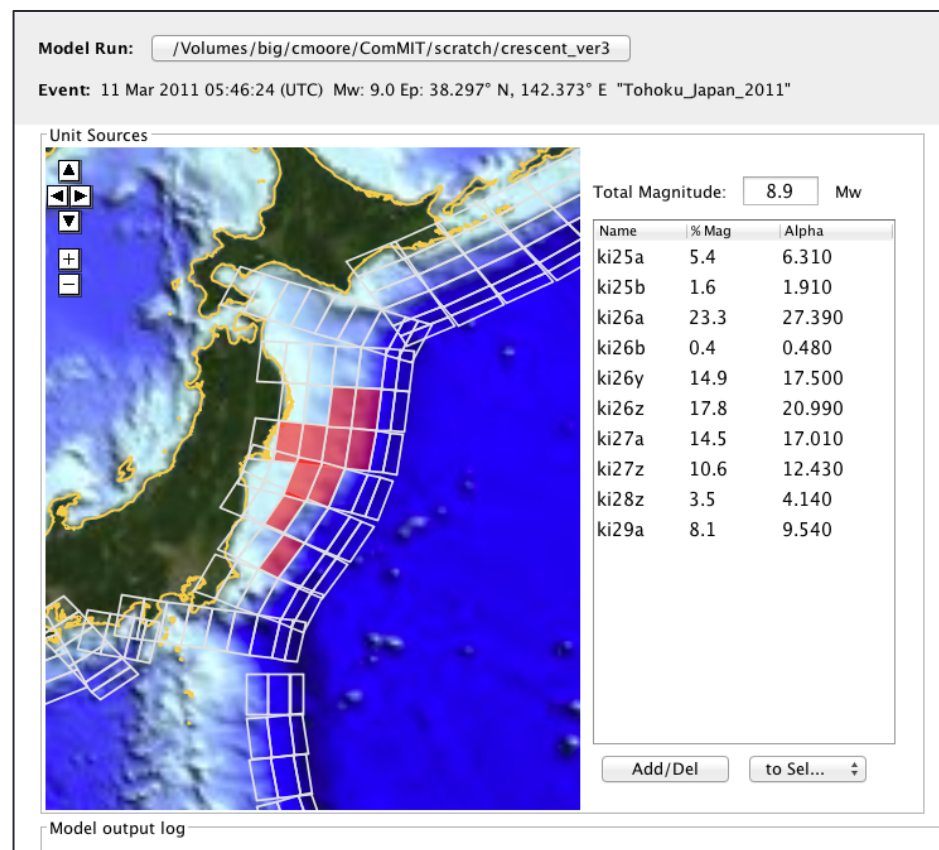 Model Run: /Volumes/big/cmoore/ComMIT/scratch/crescent_ver3
Event: 11 Mar 2011 05:46:24 (UTC) Mw: 9.0 Ep: 38.297° N, 142.373° E "Tohoku_Japan_2011"
Unit Sources
Total Magnitude: 8.9 Mw
Name % Mag Alpha
ki25a 5.4 6.310
ki25b 1.6 1.910
ki26a 23.3 27.390
ki26b 0.4 0.480
ki26y 14.9 17.500
ki26z 17.8 20.990
ki27a 14.5 17.010
ki27z 10.6 12.430
ki28z 3.5 4.140
ki29a 8.1 9.540
Add/Del to Sel...
Model output log